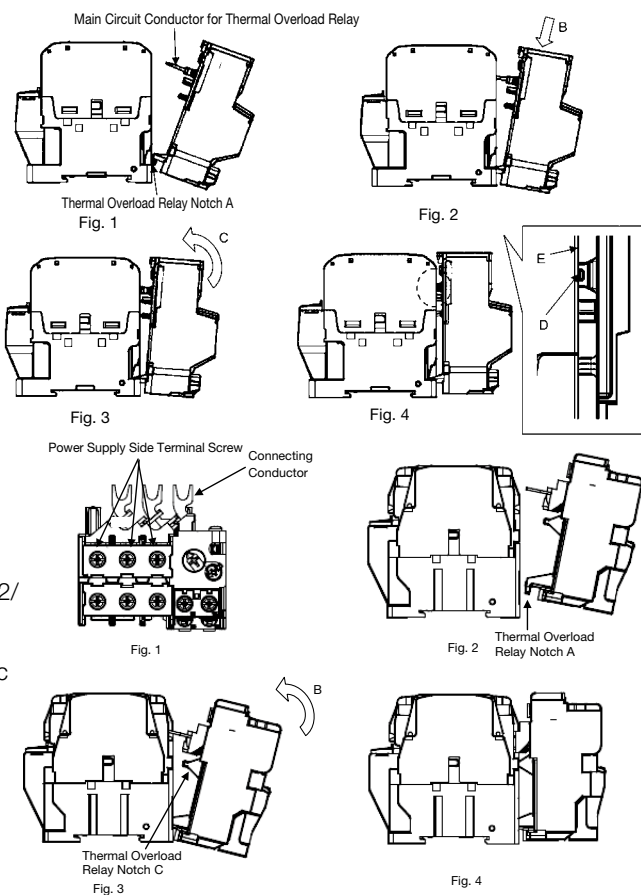 Main Circuit Conductor for Thermal Overload Relay
B
Thermal Overload Relay Notch A
Fig. 1
Fig. 2
C
E
D
Fig. 3
Fig. 4
Power Supply Side Terminal Screw
Connecting
Conductor
2/
Fig. 1
Fig. 2
Thermal Overload
Relay Notch A
C
B
Thermal Overload
Relay Notch C
Fig. 3
Fig. 4